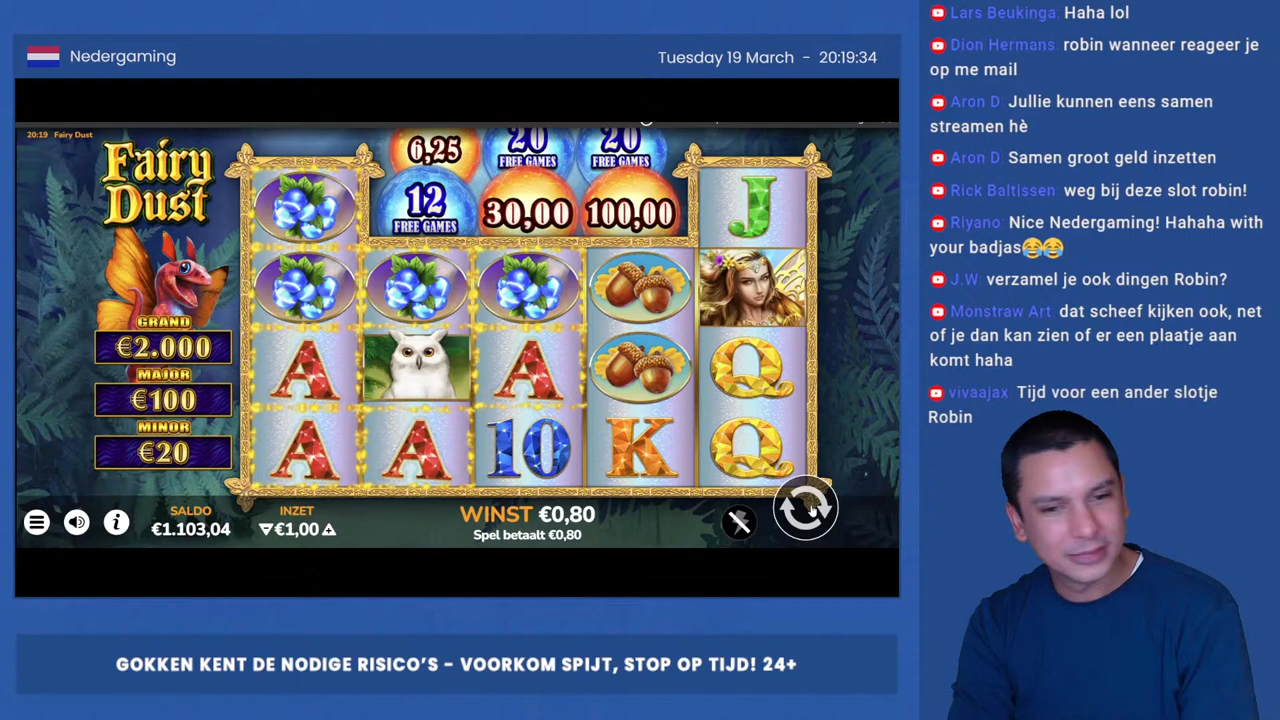 Nedergaming
Tuesday 19 March - 20:19:34
20:19 Fairy Dust
Fairy
Dust
6,25
20
FREE GAMES
20
FREE GAMES
12
FREE GAMES
30,00
100,00
J
GRAND
€2.000
MAJOR
€100
MINOR
€20
A
A
Q
A
A
10
K
Q
SALDO
€1.103,04
INZET
€1,00
WINST €0,80
Spel betaalt €0,80
GOKKEN KENT DE NODIGE RISICO'S - VOORKOM SPIJT, STOP OP TIJD! 24+
Lars Beukinga: Haha lol
Dion Hermans: robin wanneer reageer je
op me mail
Aron D: Jullie kunnen eens samen
streamen hè
Aron D: Samen groot geld inzetten
Rick Baltissen: weg bij deze slot robin!
Riyano: Nice Nedergaming! Hahaha with
your badjas😂😂
J.W: verzamel je ook dingen Robin?
Monstraw Art: dat scheef kijken ook, net
of je dan kan zien of er een plaatje aan
komt haha
vivaajax: Tijd voor een ander slotje
Robin